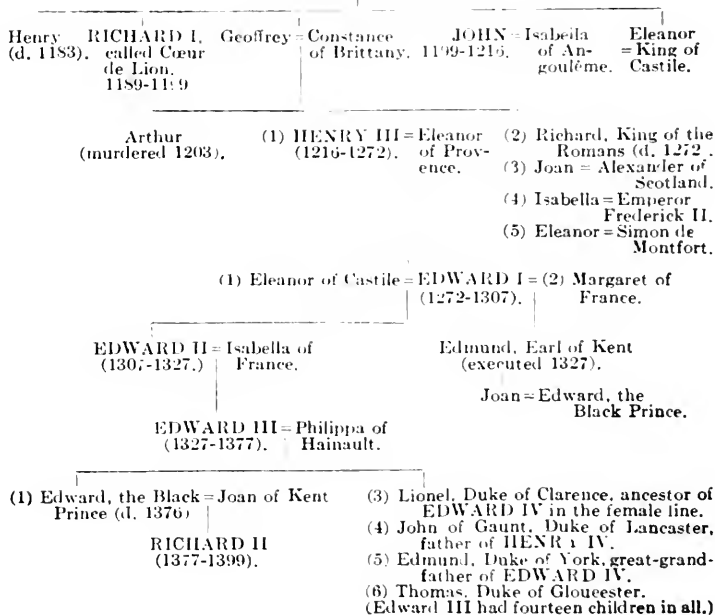 Henry RICHARD I, Geoffrey = Constance JOHN = Isabella Eleanor
(d. 1183). called Cœur of Brittany. 1199-1216. of An- = King of
de Lion. goulême. Castile.
1189-1199
Arthur (1) HENRY III = Eleanor (2) Richard, King of the
(murdered 1203). (1216-1272). of Prov- Romans (d. 1272).
ence. (3) Joan = Alexander of
Scotland.
(4) Isabella = Emperor
Frederick II.
(5) Eleanor = Simon de
Montfort.
(1) Eleanor of Castile = EDWARD I = (2) Margaret of
(1272-1307). France.
EDWARD II = Isabella of Edmund, Earl of Kent
(1307-1327.) France. (executed 1327).
Joan = Edward, the
Black Prince.
EDWARD III = Philippa of
(1327-1377). Hainault.
(1) Edward, the Black = Joan of Kent (3) Lionel, Duke of Clarence, ancestor of
Prince (d. 1376) EDWARD IV in the female line.
(4) John of Gaunt, Duke of Lancaster,
RICHARD II father of HENRY IV.
(1377-1399). (5) Edmund, Duke of York, great-grand-
father of EDWARD IV.
(6) Thomas, Duke of Gloucester.
(Edward III had fourteen children in all.)